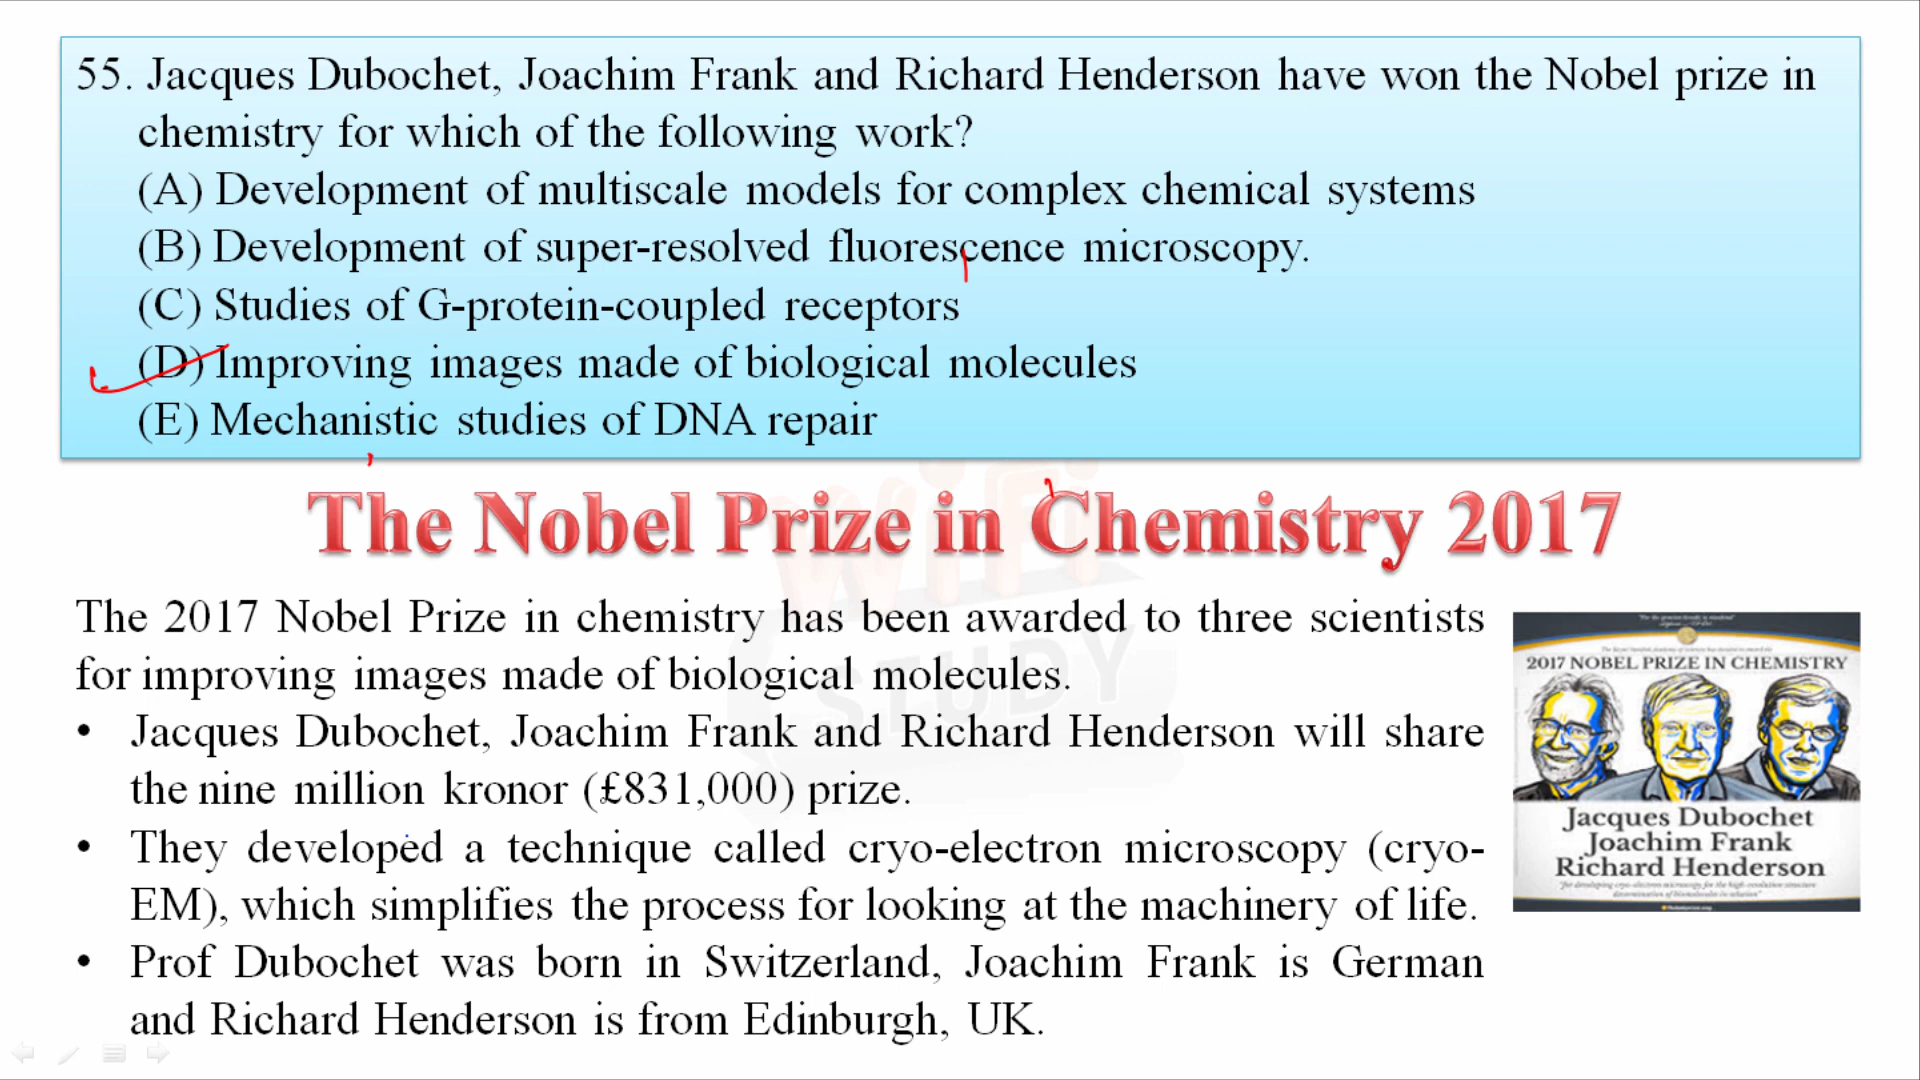 55. Jacques Dubochet, Joachim Frank and Richard Henderson have won the Nobel prize in
chemistry for which of the following work?
(A) Development of multiscale models for complex chemical systems
(B) Development of super-resolved fluorescence microscopy.
(C) Studies of G-protein-coupled receptors
(D) Improving images made of biological molecules
(E) Mechanistic studies of DNA repair
The Nobel Prize in Chemistry 2017
The 2017 Nobel Prize in chemistry has been awarded to three scientists
for improving images made of biological molecules.
• Jacques Dubochet, Joachim Frank and Richard Henderson will share
the nine million kronor (£831,000) prize.
• They developed a technique called cryo-electron microscopy (cryo-
EM), which simplifies the process for looking at the machinery of life.
• Prof Dubochet was born in Switzerland, Joachim Frank is German
and Richard Henderson is from Edinburgh, UK.
2017 NOBEL PRIZE IN CHEMISTRY
Jacques Dubochet
Joachim Frank
Richard Henderson
WiFi
STUDY